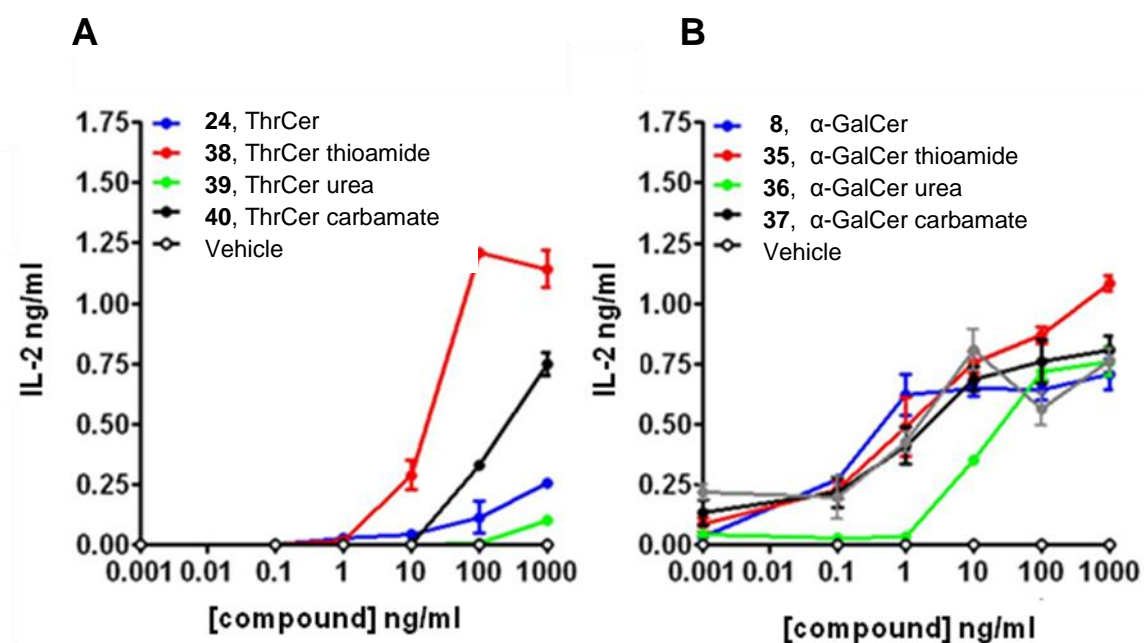 A
1.75
1.50
1.25
1.00
0.75
0.50
0.25
0.00
IL-2 ng/ml
24, ThrCer
38, ThrCer thioamide
39, ThrCer urea
40, ThrCer carbamate
Vehicle
0.001 0.01 0.1 1 10 100 1000
[compound] ng/ml
B
1.75
1.50
1.25
1.00
0.75
0.50
0.25
0.00
IL-2 ng/ml
8, α-GalCer
35, α-GalCer thioamide
36, α-GalCer urea
37, α-GalCer carbamate
Vehicle
0.001 0.01 0.1 1 10 100 1000
[compound] ng/ml